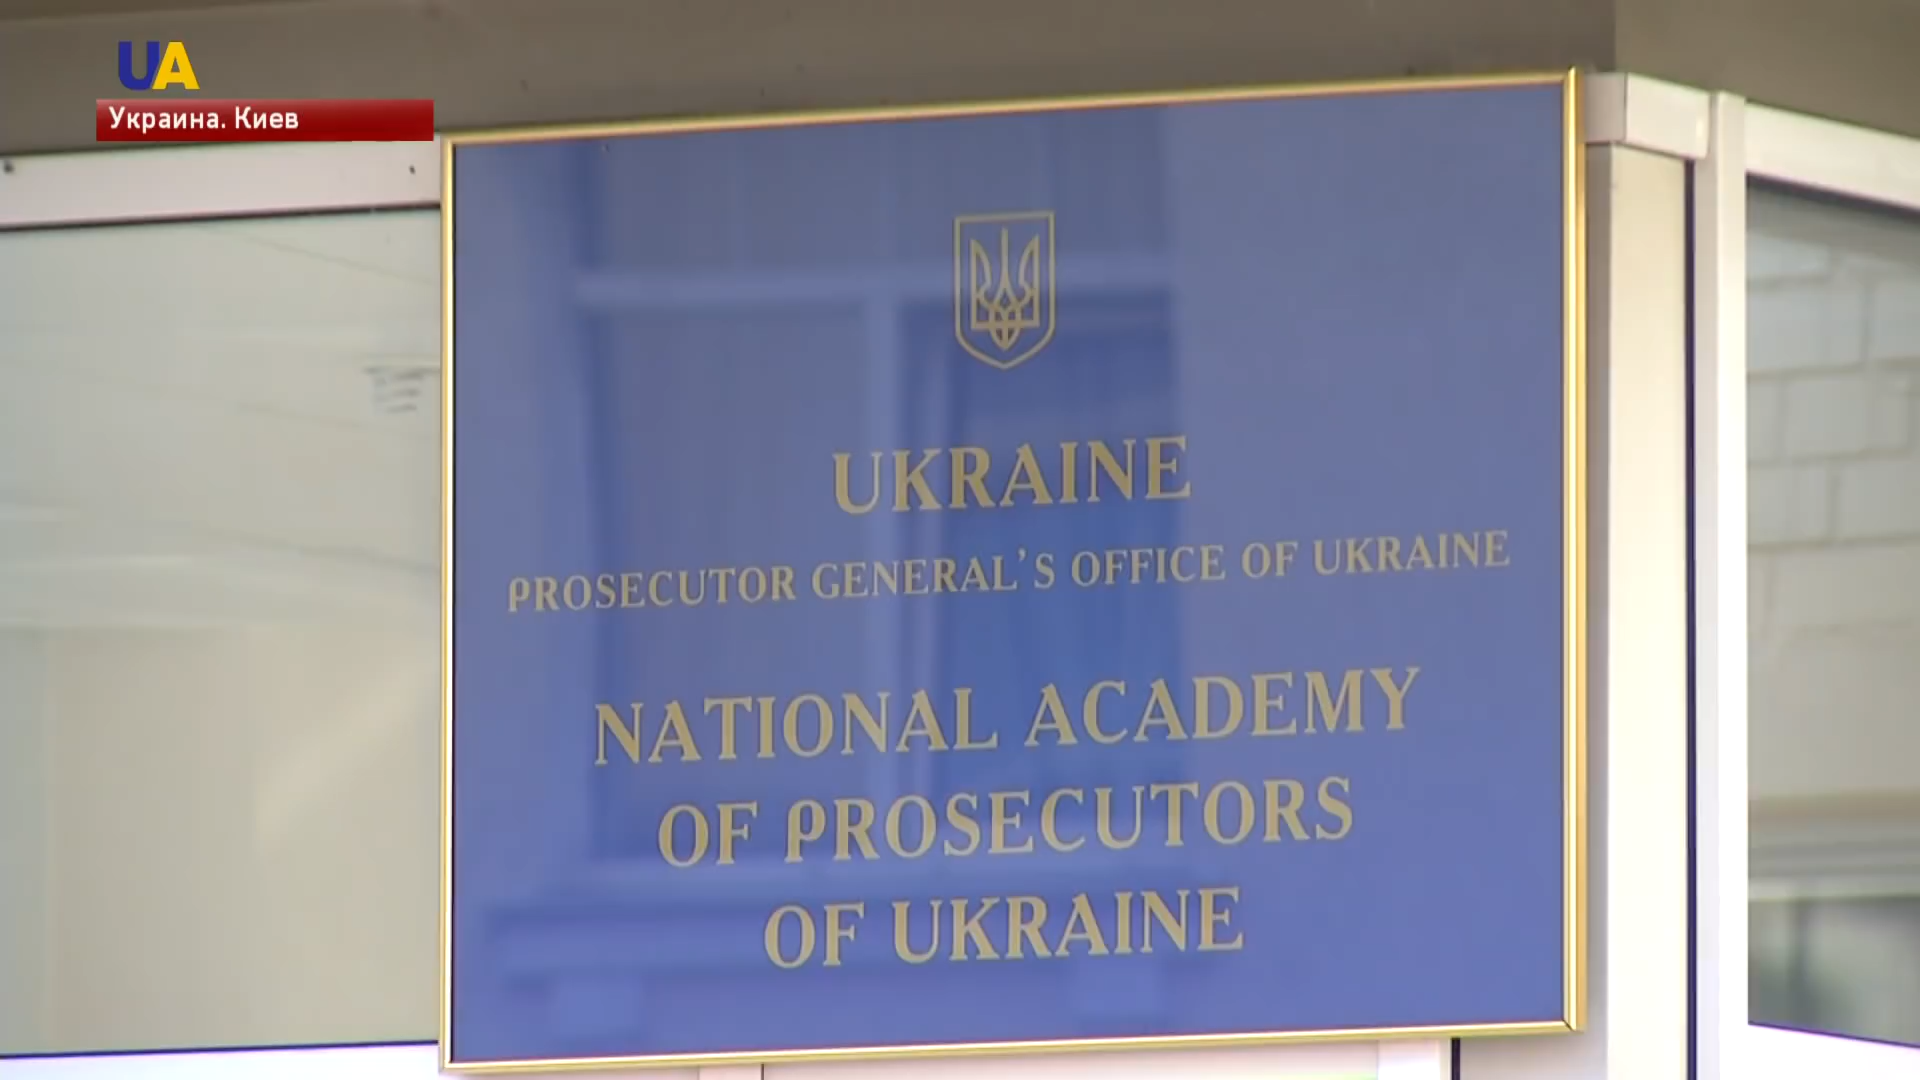 UA
Украина. Киев
UKRAINE
PROSECUTOR GENERAL'S OFFICE OF UKRAINE
NATIONAL ACADEMY
OF PROSECUTORS
OF UKRAINE